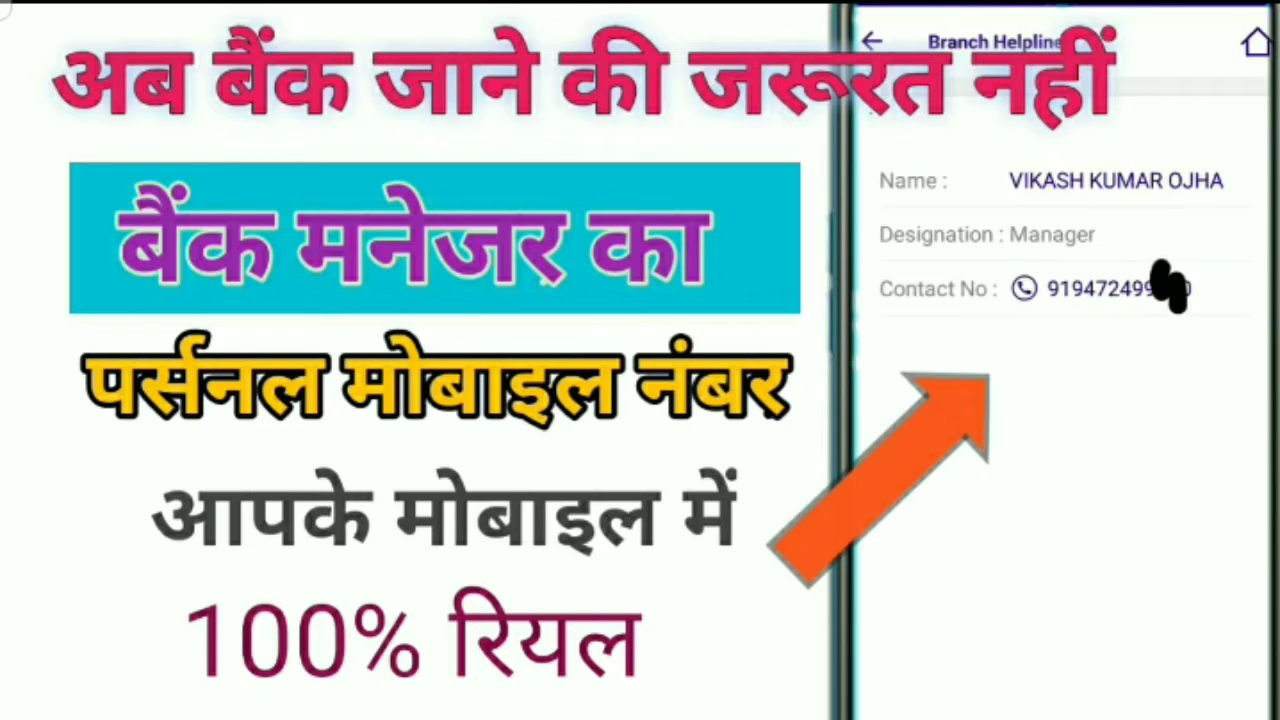 अब बैंक जाने की जरूरत नहीं
बैंक मनेजर का
पर्सनल मोबाइल नंबर
आपके मोबाइल में
100% रियल
Branch Helpline
Name : VIKASH KUMAR OJHA
Designation : Manager
Contact No : 919472499